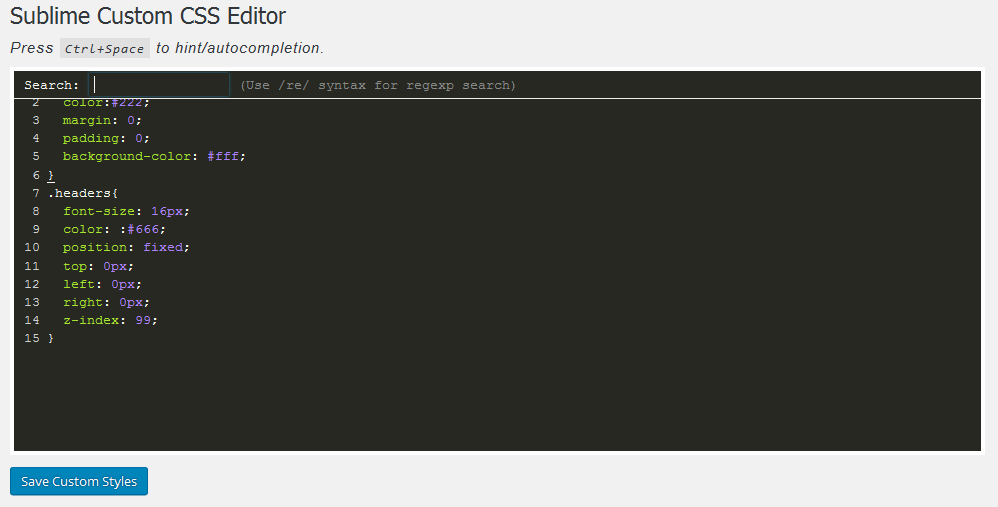 Sublime Custom CSS Editor
Press Ctrl+Space to hint/autocompletion.
Search: (Use /re/ syntax for regexp search)
2 color:#222;
3 margin: 0;
4 padding: 0;
5 background-color: #fff;
6 }
7 .headers{
8 font-size: 16px;
9 color: :#666;
10 position: fixed;
11 top: 0px;
12 left: 0px;
13 right: 0px;
14 z-index: 99;
15 }
Save Custom Styles